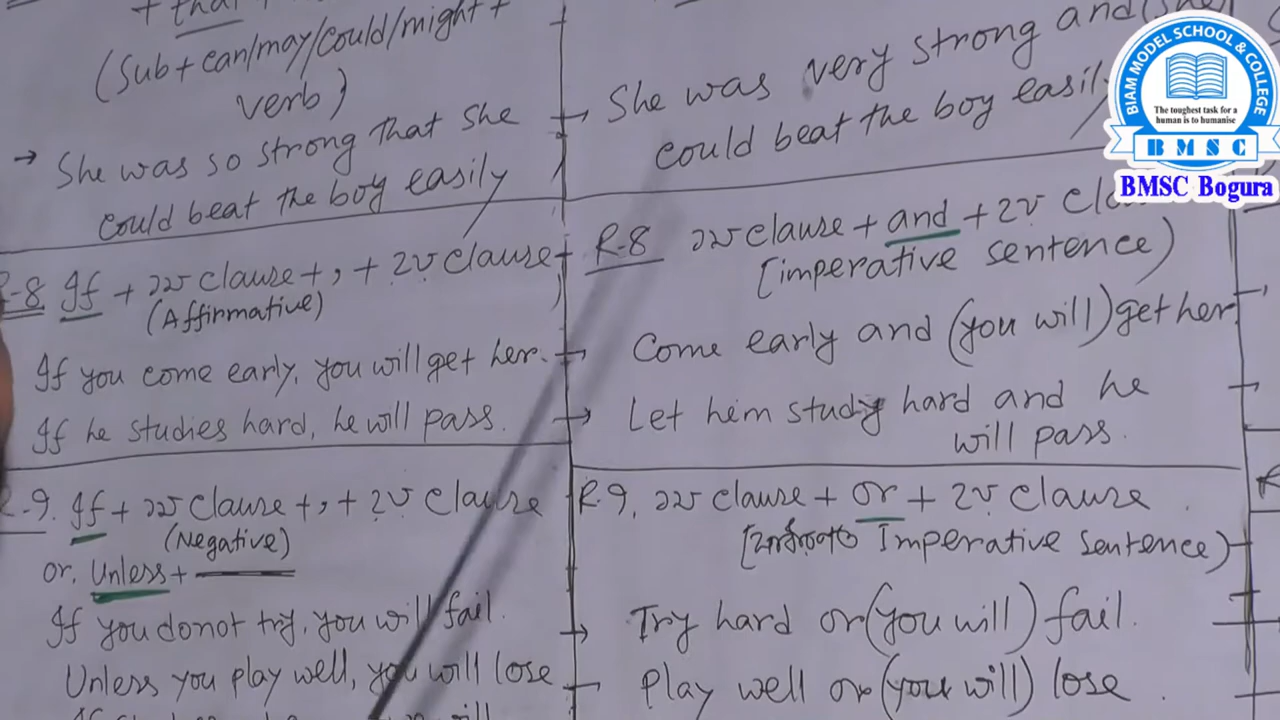 + that +
(Sub + can/may/could/might +
verb)
→ She was so strong that she
could beat the boy easily
R-8 If + ১ম clause + , + ২য় clause
(Affirmative)
If you come early, you will get her.
If he studies hard, he will pass.
R-9. If + ১ম clause + , + ২য় clause
(Negative)
or, Unless +
If you do not try, you will fail.
Unless you play well, you will lose
→ She was very strong and (she)
could beat the boy easily
R-8 ১ম clause + and + ২য়
[imperative sentence)
→ Come early and (you will) get her.
→ Let him study hard and he
will pass.
R-9, ১ম clause + or + ২য় clause
Imperative sentence)
→ Try hard or (you will) fail.
→ Play well or (you will) lose.
BIAM MODEL SCHOOL & COLLEGE
The toughest task for a
human is to humanise
B M S C
BMSC Bogura